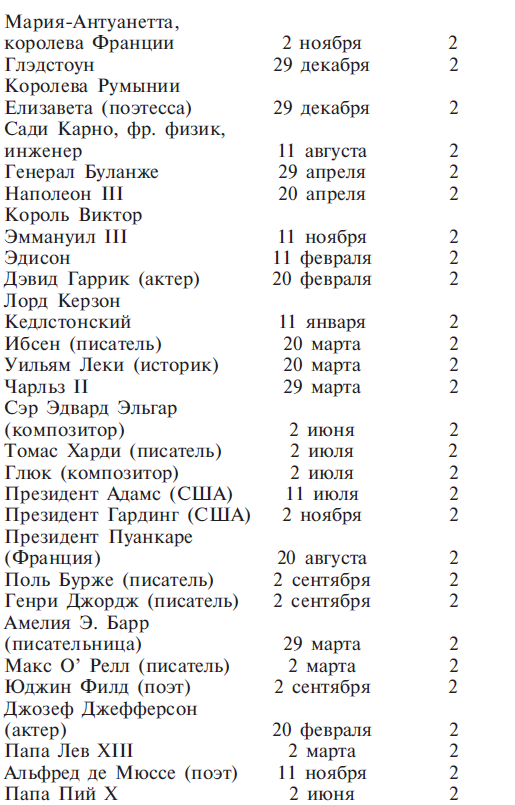 Мария-Антуанетта,
королева Франции 2 ноября 2
Глэдстоун 29 декабря 2
Королева Румынии
Елизавета (поэтесса) 29 декабря 2
Сади Карно, фр. физик,
инженер 11 августа 2
Генерал Буланже 29 апреля 2
Наполеон III 20 апреля 2
Король Виктор
Эммануил III 11 ноября 2
Эдисон 11 февраля 2
Дэвид Гаррик (актер) 20 февраля 2
Лорд Керзон
Кедлстонский 11 января 2
Ибсен (писатель) 20 марта 2
Уильям Леки (историк) 20 марта 2
Чарльз II 29 марта 2
Сэр Эдвард Эльгар
(композитор) 2 июня 2
Томас Харди (писатель) 2 июля 2
Глюк (композитор) 2 июля 2
Президент Адамс (США) 11 июля 2
Президент Гардинг (США) 2 ноября 2
Президент Пуанкаре
(Франция) 20 августа 2
Поль Бурже (писатель) 2 сентября 2
Генри Джордж (писатель) 2 сентября 2
Амелия Э. Барр
(писательница) 29 марта 2
Макс О’ Релл (писатель) 2 марта 2
Юджин Филд (поэт) 2 сентября 2
Джозеф Джефферсон
(актер) 20 февраля 2
Папа Лев XIII 2 марта 2
Альфред де Мюссе (поэт) 11 ноября 2
Папа Пий X 2 июня 2